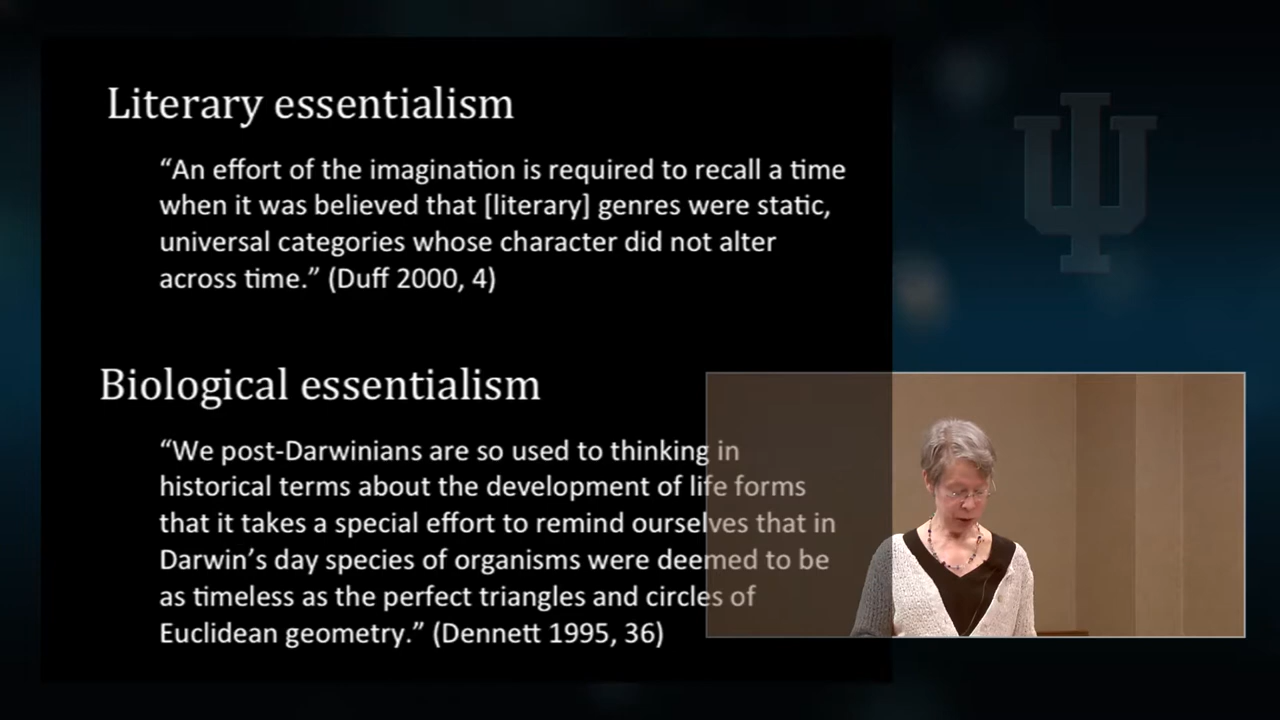 Literary essentialism
“An effort of the imagination is required to recall a time
when it was believed that [literary] genres were static,
universal categories whose character did not alter
across time.” (Duff 2000, 4)
Biological essentialism
“We post-Darwinians are so used to thinking in
historical terms about the development of life forms
that it takes a special effort to remind ourselves that in
Darwin’s day species of organisms were deemed to be
as timeless as the perfect triangles and circles of
Euclidean geometry.” (Dennett 1995, 36)